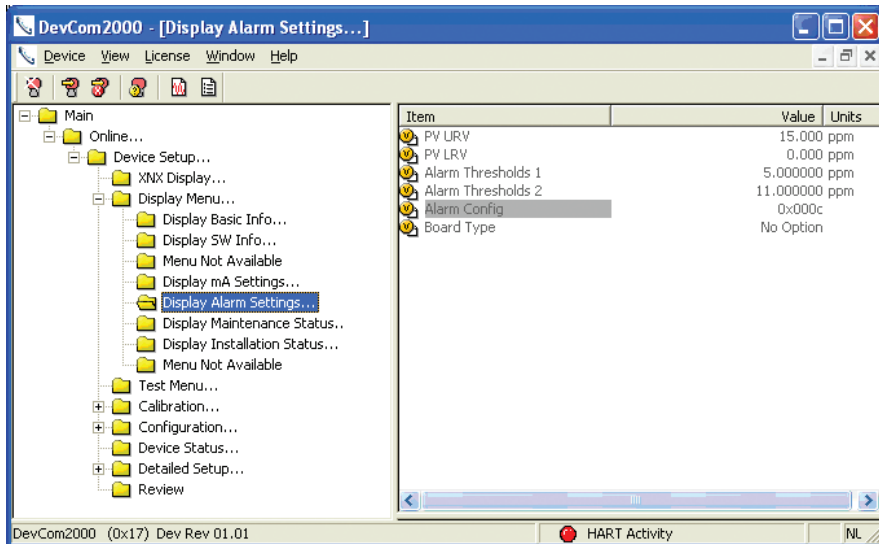 DevCom2000 - [Display Alarm Settings...]
Device View License Window Help
Main
Online...
Device Setup...
XNX Display...
Display Menu...
Display Basic Info...
Display SW Info...
Menu Not Available
Display mA Settings...
Display Alarm Settings...
Display Maintenance Status..
Display Installation Status...
Menu Not Available
Test Menu...
Calibration...
Configuration...
Device Status...
Detailed Setup...
Review
Item Value Units
PV URV 15.000 ppm
PV LRV 0.000 ppm
Alarm Thresholds 1 5.000000 ppm
Alarm Thresholds 2 11.000000 ppm
Alarm Config 0x000c
Board Type No Option
DevCom2000 (0x17) Dev Rev 01.01 HART Activity NL